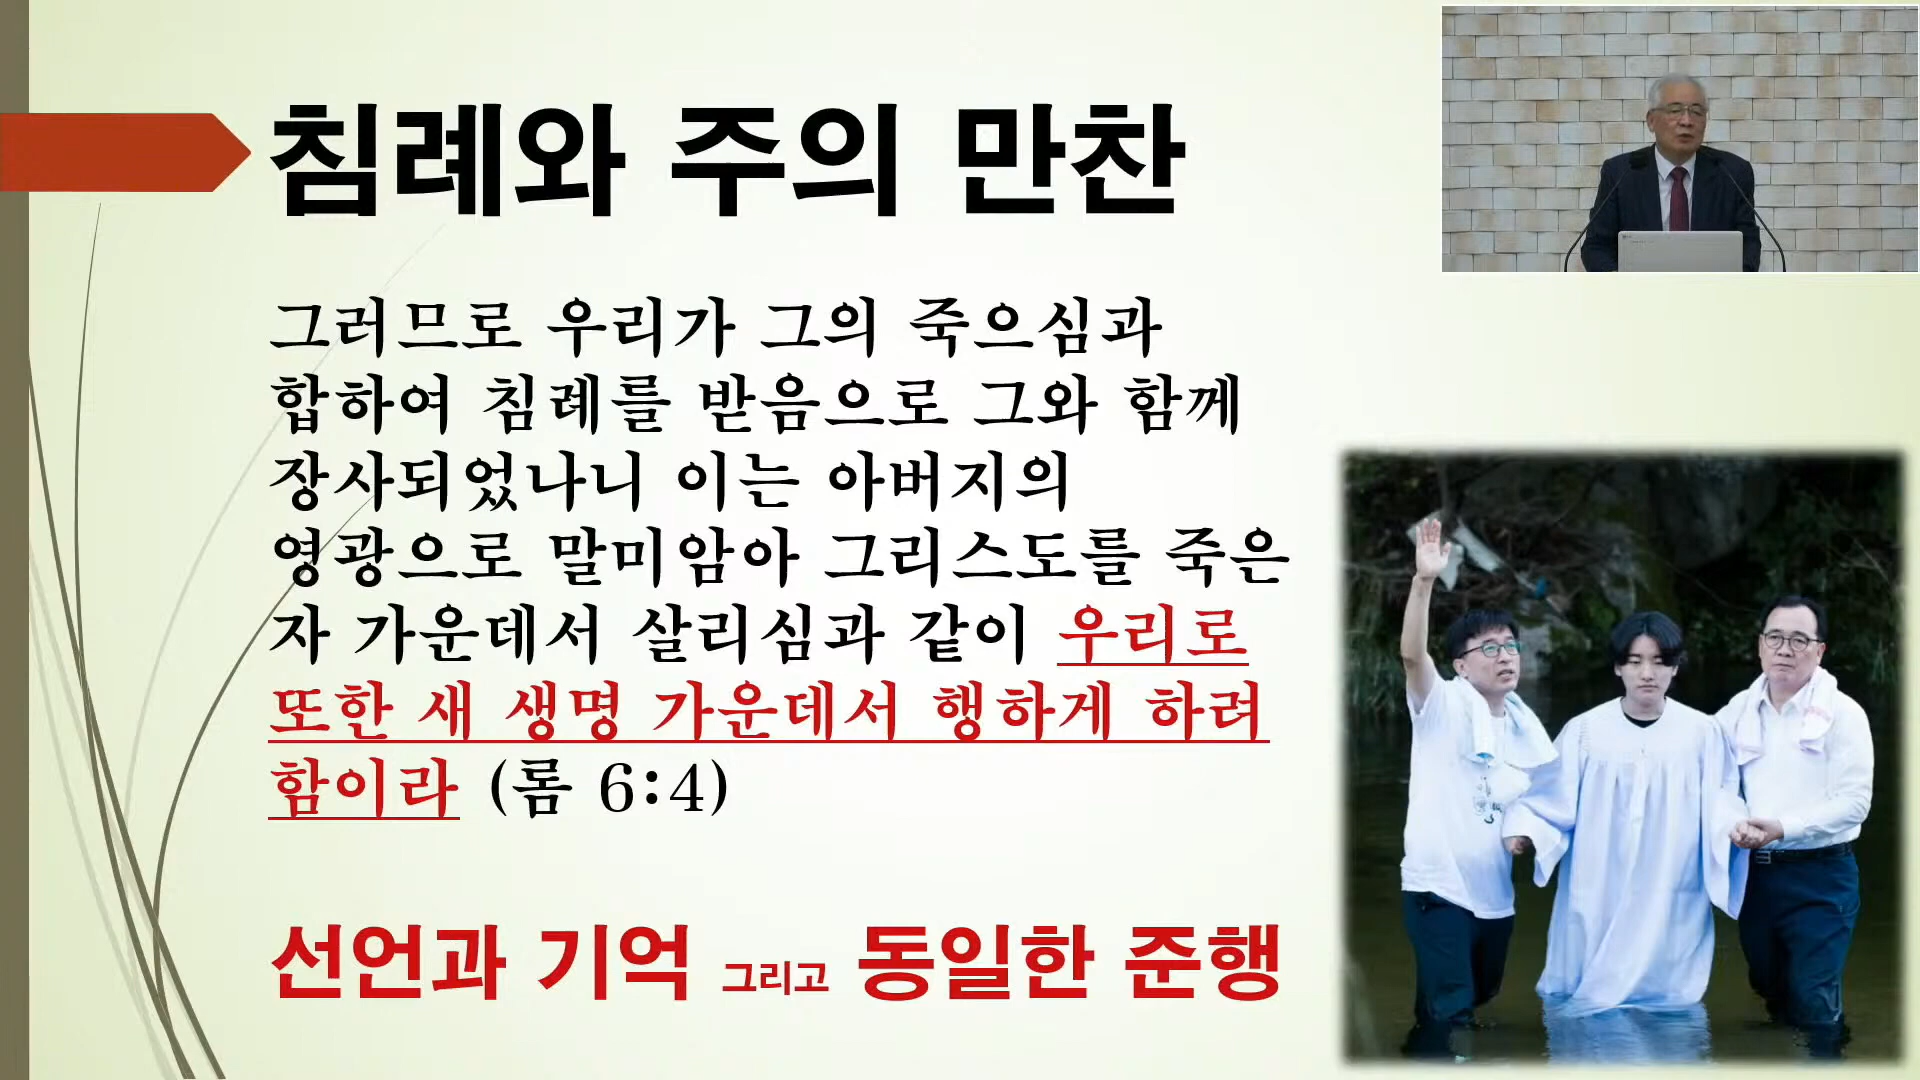 침례와 주의 만찬
그러므로 우리가 그의 죽으심과
합하여 침례를 받음으로 그와 함께
장사되었나니 이는 아버지의
영광으로 말미암아 그리스도를 죽은
자 가운데서 살리심과 같이 우리로
또한 새 생명 가운데서 행하게 하려
함이라 (롬 6:4)
선언과 기억 그리고 동일한 준행